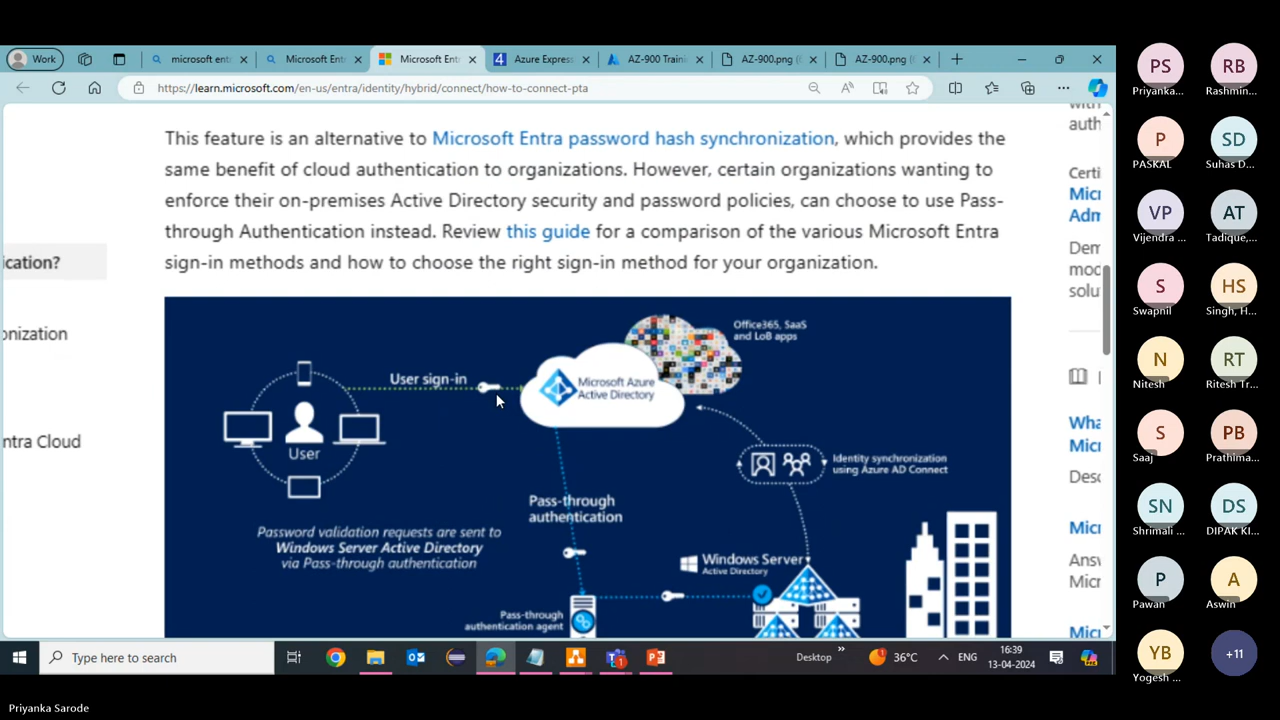 Work
microsoft entr
Microsoft Ent
Microsoft Ent
Azure Express
AZ-900 Traini
AZ-900.png (
AZ-900.png (
https://learn.microsoft.com/en-us/entra/identity/hybrid/connect/how-to-connect-pta
This feature is an alternative to Microsoft Entra password hash synchronization, which provides the
same benefit of cloud authentication to organizations. However, certain organizations wanting to
enforce their on-premises Active Directory security and password policies, can choose to use Pass-
through Authentication instead. Review this guide for a comparison of the various Microsoft Entra
sign-in methods and how to choose the right sign-in method for your organization.
ication?
onization
ntra Cloud
User sign-in
User
Microsoft Azure
Active Directory
Office365, SaaS
and LoB apps
Identity synchronization
using Azure AD Connect
Pass-through
authentication
Password validation requests are sent to
Windows Server Active Directory
via Pass-through authentication
Windows Server
Active Directory
Pass-through
authentication agent
auth
Certi
Micr
Adm
Dem
mod
solu
Wha
Micr
Desc
Micr
Ans
Micr
Micr
Type here to search
Desktop
36°C
ENG
16:39
13-04-2024
PS
Priyanka...
RB
Rashmin...
P
PASKAL
SD
Suhas D...
VP
Vijendra ...
AT
Tadique,...
S
Swapnil
HS
Singh, H...
N
Nitesh
RT
Ritesh Tr...
S
Saaj
PB
Prathima...
SN
Shrimali ...
DS
DIPAK KI...
P
Pawan
A
Aswin
YB
Yogesh ...
+11
Priyanka Sarode